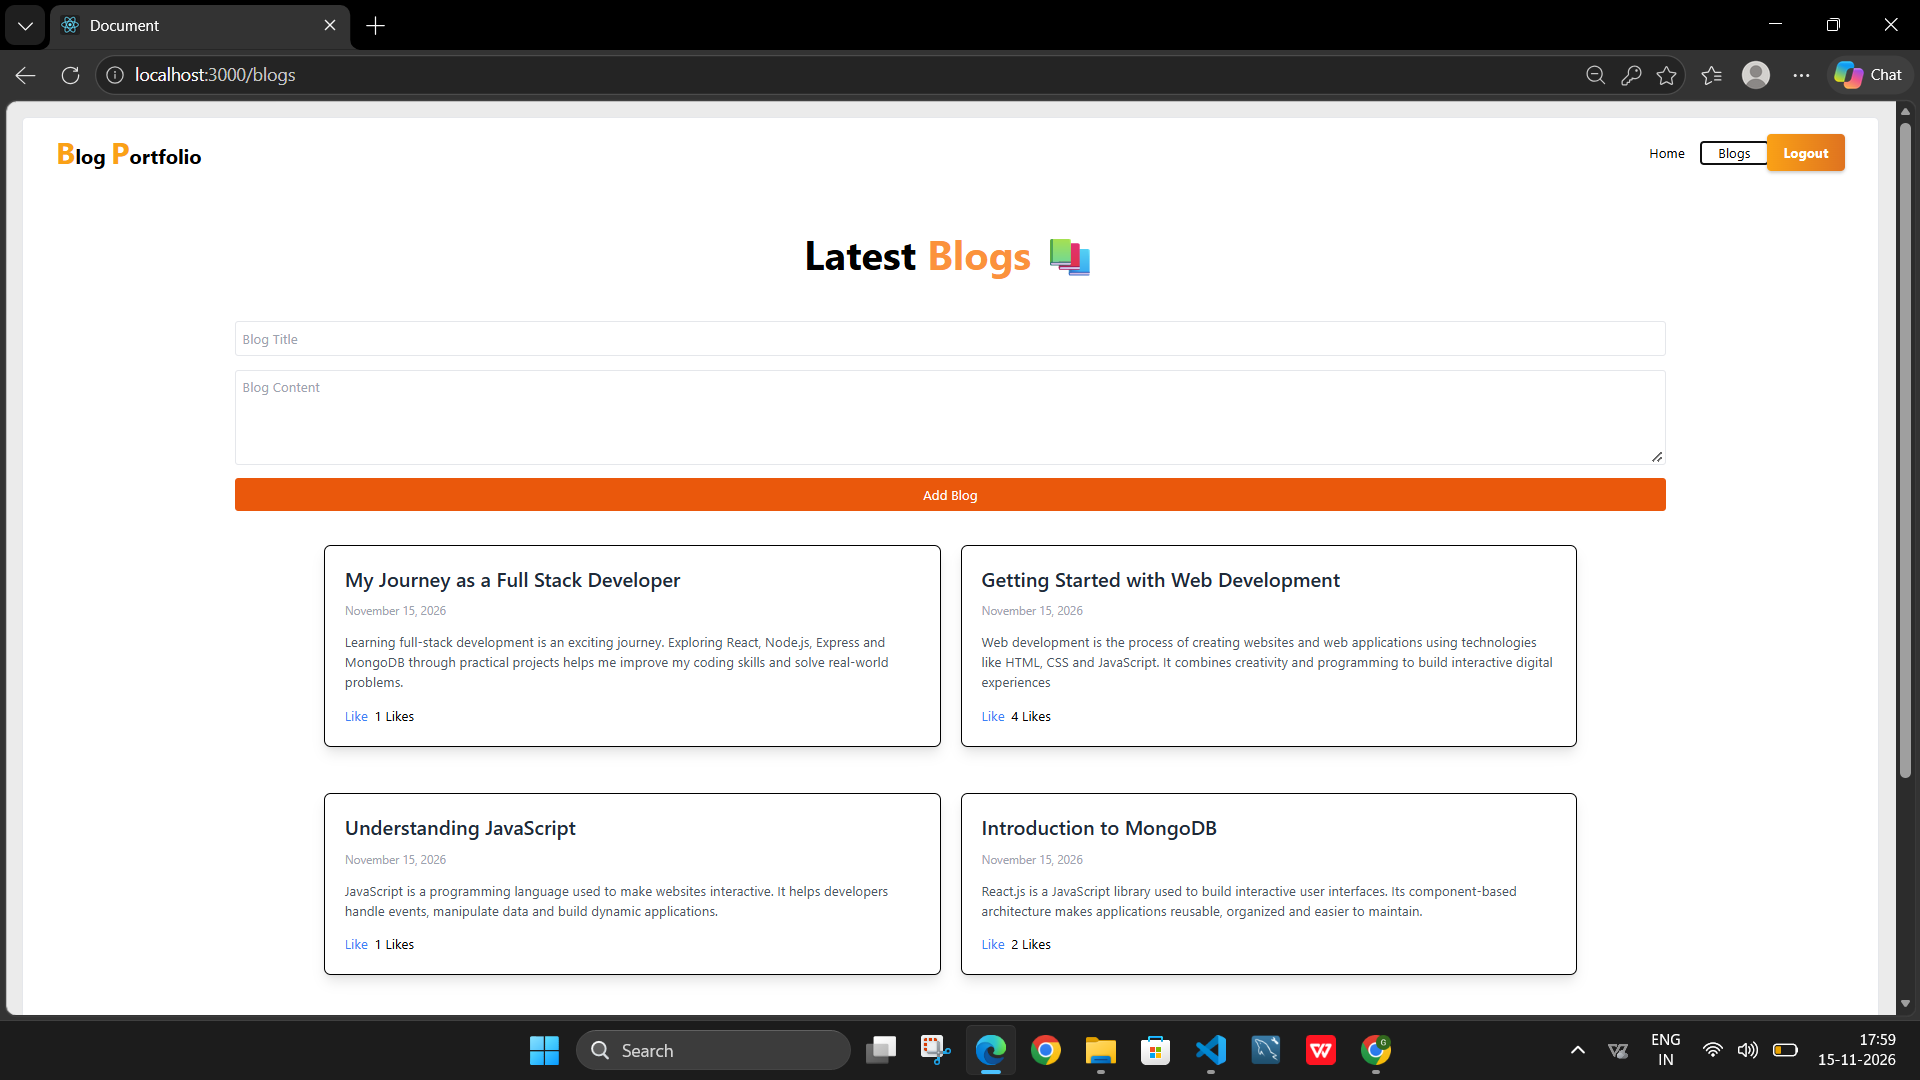 Document
localhost:3000/blogs
Chat
Blog Portfolio
Home
Blogs
Logout
Latest Blogs
Blog Title
Blog Content
Add Blog
My Journey as a Full Stack Developer
November 15, 2026
Learning full-stack development is an exciting journey. Exploring React, Node.js, Express and
MongoDB through practical projects helps me improve my coding skills and solve real-world
problems.
Like 1 Likes
Getting Started with Web Development
November 15, 2026
Web development is the process of creating websites and web applications using technologies
like HTML, CSS and JavaScript. It combines creativity and programming to build interactive digital
experiences
Like 4 Likes
Understanding JavaScript
November 15, 2026
JavaScript is a programming language used to make websites interactive. It helps developers
handle events, manipulate data and build dynamic applications.
Like 1 Likes
Introduction to MongoDB
November 15, 2026
React.js is a JavaScript library used to build interactive user interfaces. Its component-based
architecture makes applications reusable, organized and easier to maintain.
Like 2 Likes
Search
W
G
ENG
IN
17:59
15-11-2026